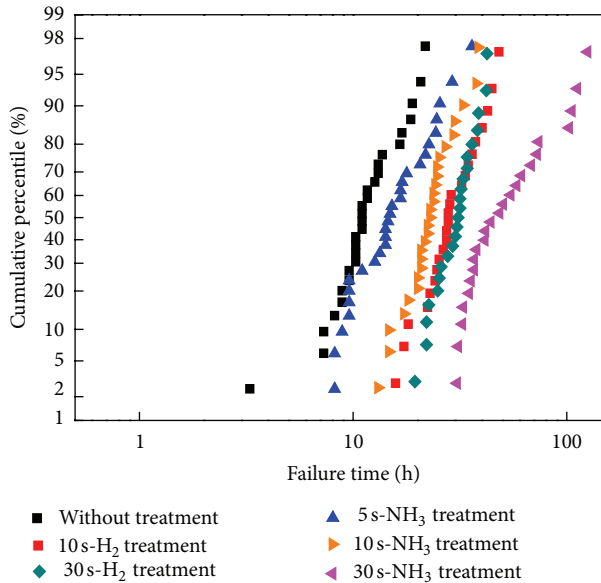 99
98
95
90
80
70
60
50
40
30
20
10
5
2
1
Cumulative percentile (%)
1 10 100
Failure time (h)
Without treatment
10 s-H₂ treatment
30 s-H₂ treatment
5 s-NH₃ treatment
10 s-NH₃ treatment
30 s-NH₃ treatment